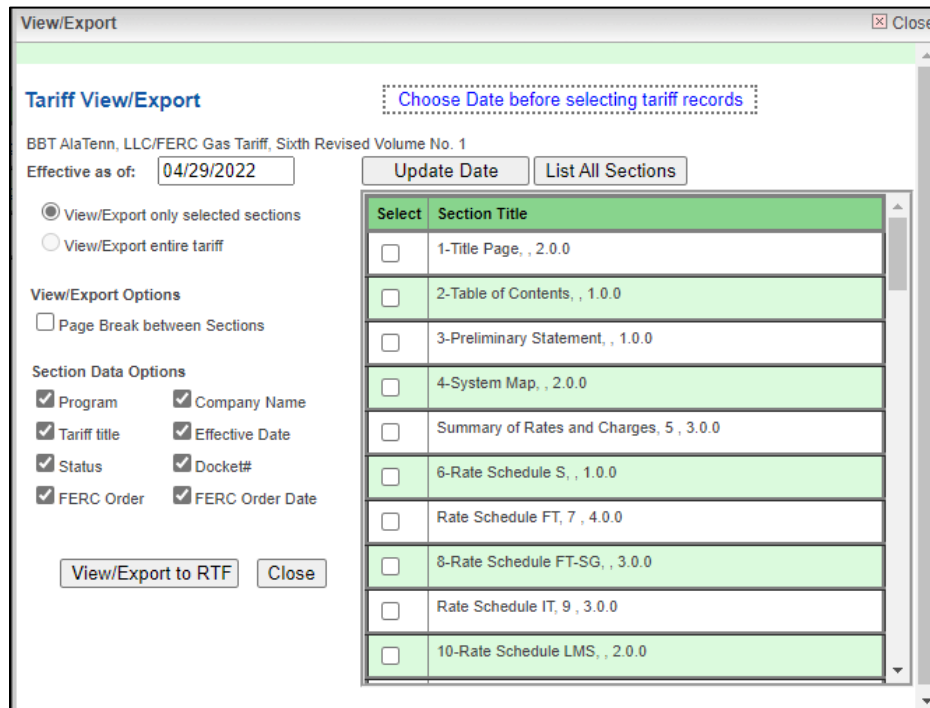 View/Export
Close
Tariff View/Export
Choose Date before selecting tariff records
BBT AlaTenn, LLC/FERC Gas Tariff, Sixth Revised Volume No. 1
Effective as of: 04/29/2022 Update Date List All Sections
View/Export only selected sections
View/Export entire tariff
View/Export Options
Page Break between Sections
Section Data Options
Program Company Name
Tariff title Effective Date
Status Docket#
FERC Order FERC Order Date
View/Export to RTF Close
Select Section Title
1-Title Page, , 2.0.0
2-Table of Contents, , 1.0.0
3-Preliminary Statement, , 1.0.0
4-System Map, , 2.0.0
Summary of Rates and Charges, 5 , 3.0.0
6-Rate Schedule S, , 1.0.0
Rate Schedule FT, 7 , 4.0.0
8-Rate Schedule FT-SG, , 3.0.0
Rate Schedule IT, 9 , 3.0.0
10-Rate Schedule LMS, , 2.0.0